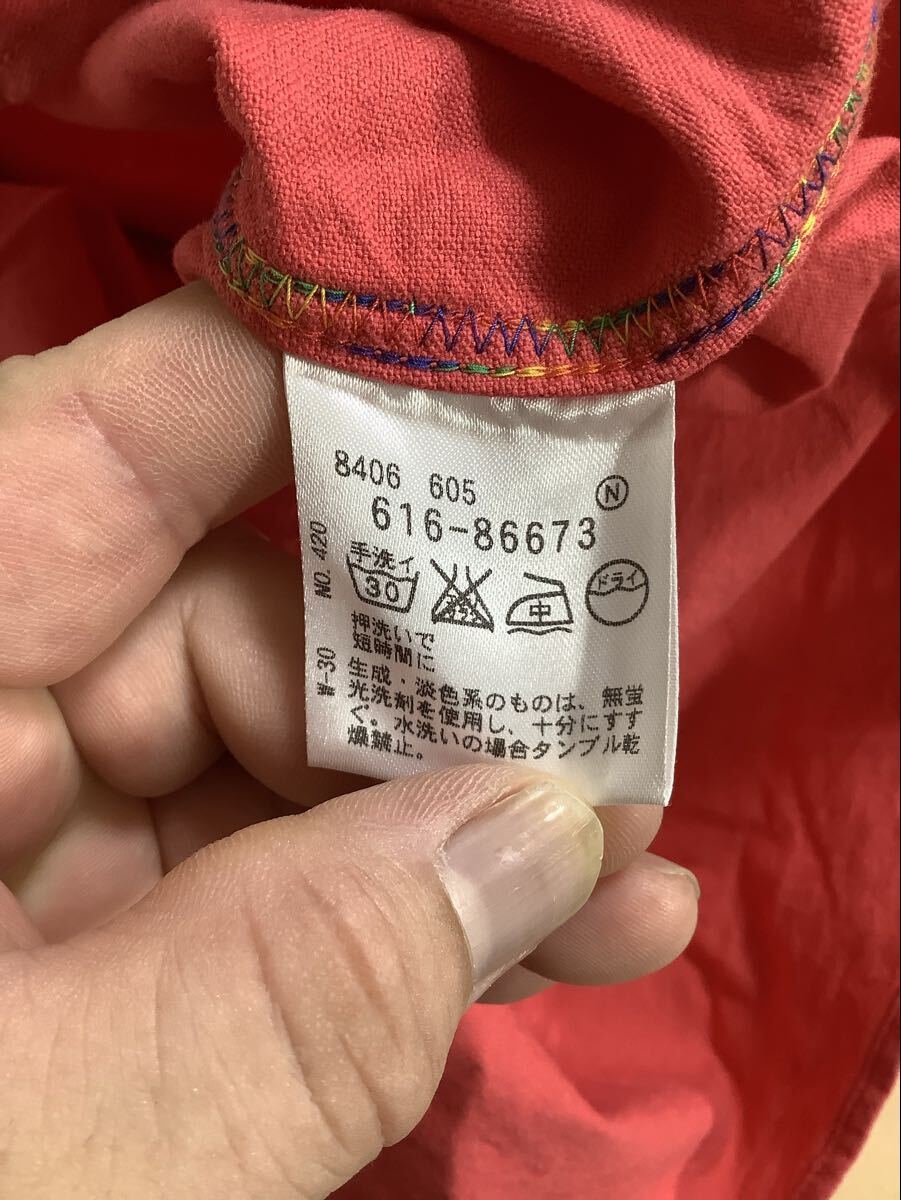 8406 605
Ⓝ
616-86673
NO. 420
W-30
手洗イ
30
中
ドライ
押洗いで
短時間に
生成・淡色系のものは、無蛍
光洗剤を使用し、十分にすす
ぐ。水洗いの場合タンブル乾
燥禁止。